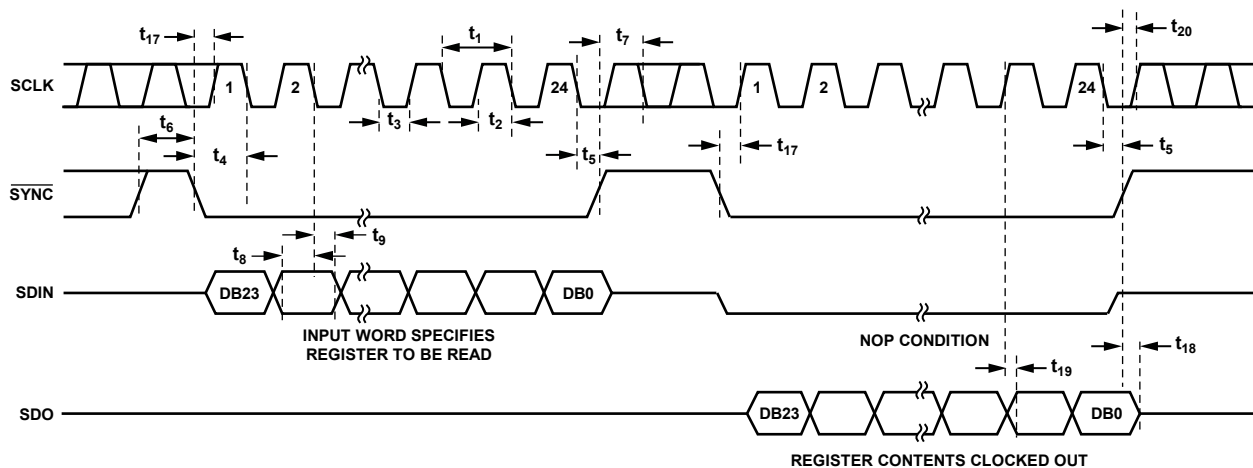 t17 t1 t7 t20
SCLK 1 2 24 1 2 24
t3 t2
t6 t4 t5 t17 t5
SYNC
t8 t9
SDIN DB23 DB0
INPUT WORD SPECIFIES
REGISTER TO BE READ
NOP CONDITION
t19 t18
SDO DB23 DB0
REGISTER CONTENTS CLOCKED OUT